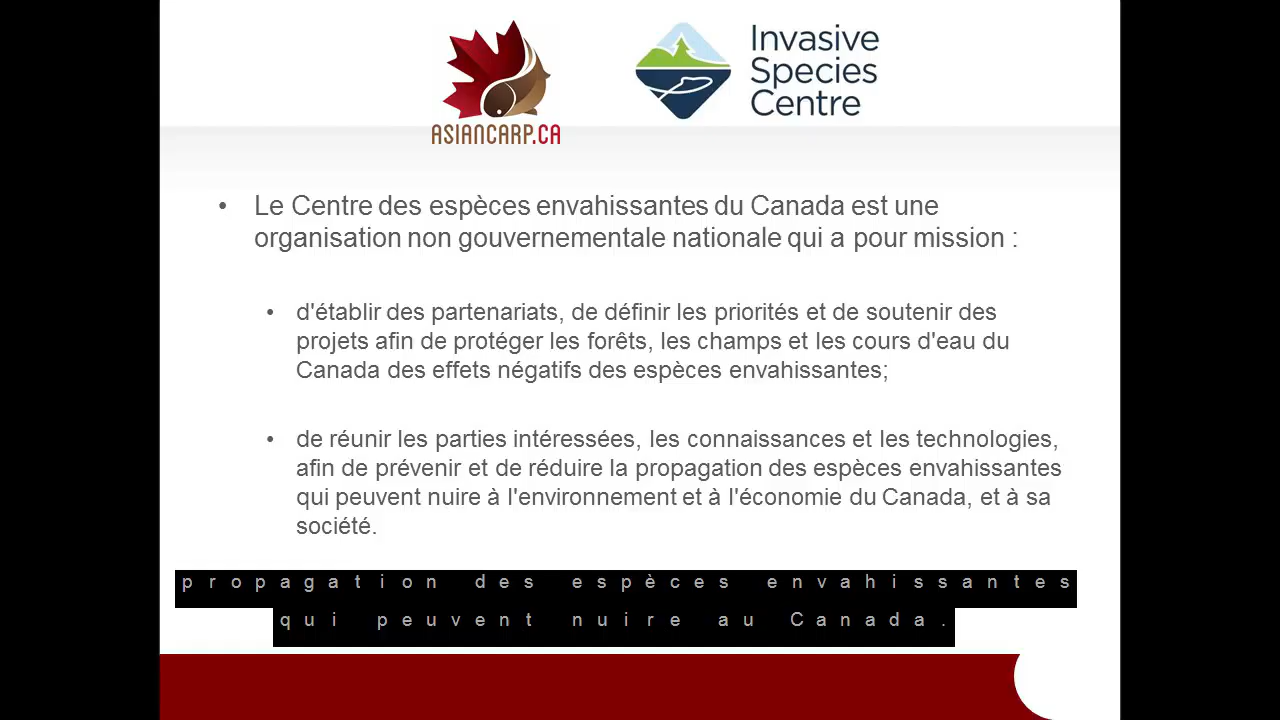 ASIANCARP.CA
Invasive
Species
Centre
• Le Centre des espèces envahissantes du Canada est une
organisation non gouvernementale nationale qui a pour mission :
• d'établir des partenariats, de définir les priorités et de soutenir des
projets afin de protéger les forêts, les champs et les cours d'eau du
Canada des effets négatifs des espèces envahissantes;
• de réunir les parties intéressées, les connaissances et les technologies,
afin de prévenir et de réduire la propagation des espèces envahissantes
qui peuvent nuire à l'environnement et à l'économie du Canada, et à sa
société.
propagation des espèces envahissantes
qui peuvent nuire au Canada.